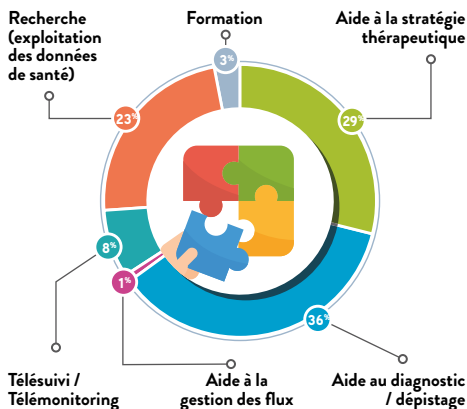 Recherche
(exploitation
des données
de santé)
Formation
Aide à la stratégie
thérapeutique
3%
23%
29%
8%
1%
36%
Télésuivi /
Télémonitoring
Aide à la
gestion des flux
Aide au diagnostic
/ dépistage